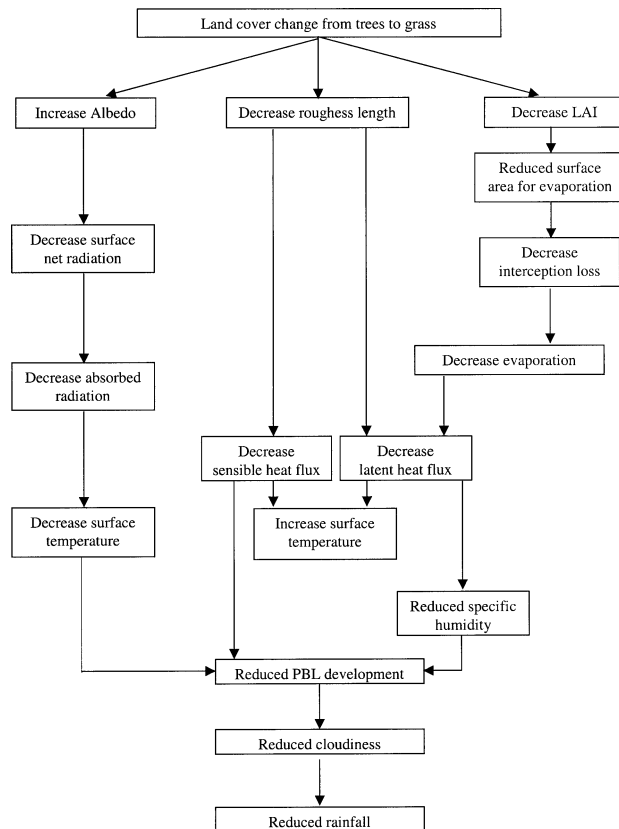 Land cover change from trees to grass
Increase Albedo
Decrease roughess length
Decrease LAI
Reduced surface
area for evaporation
Decrease surface
net radiation
Decrease
interception loss
Decrease evaporation
Decrease absorbed
radiation
Decrease
sensible heat flux
Decrease
latent heat flux
Decrease surface
temperature
Increase surface
temperature
Reduced specific
humidity
Reduced PBL development
Reduced cloudiness
Reduced rainfall